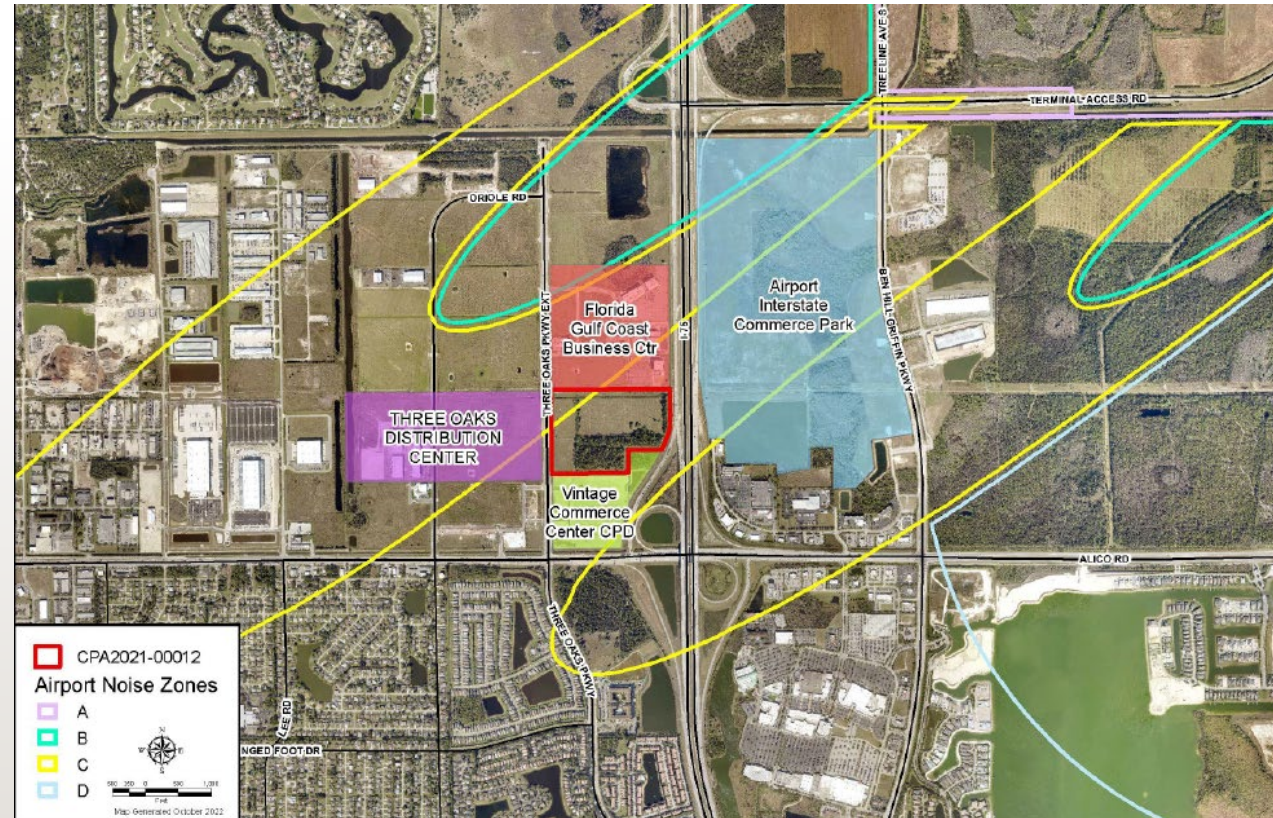 TREELINE AVE S
TERMINAL ACCESS RD
ORIOLE RD
THREE OAKS PKWY EXT
I-75
BEN HILL GRIFFIN PKWY
Florida
Gulf Coast
Business Ctr
Airport
Interstate
Commerce Park
THREE OAKS
DISTRIBUTION
CENTER
Vintage
Commerce
Center CPD
ALICO RD
THREE OAKS PKWY
LEE RD
NGED FOOT DR
CPA2021-00012
Airport Noise Zones
A
B
C
D
N
W
E
S
Feet
Map Generated October 2022